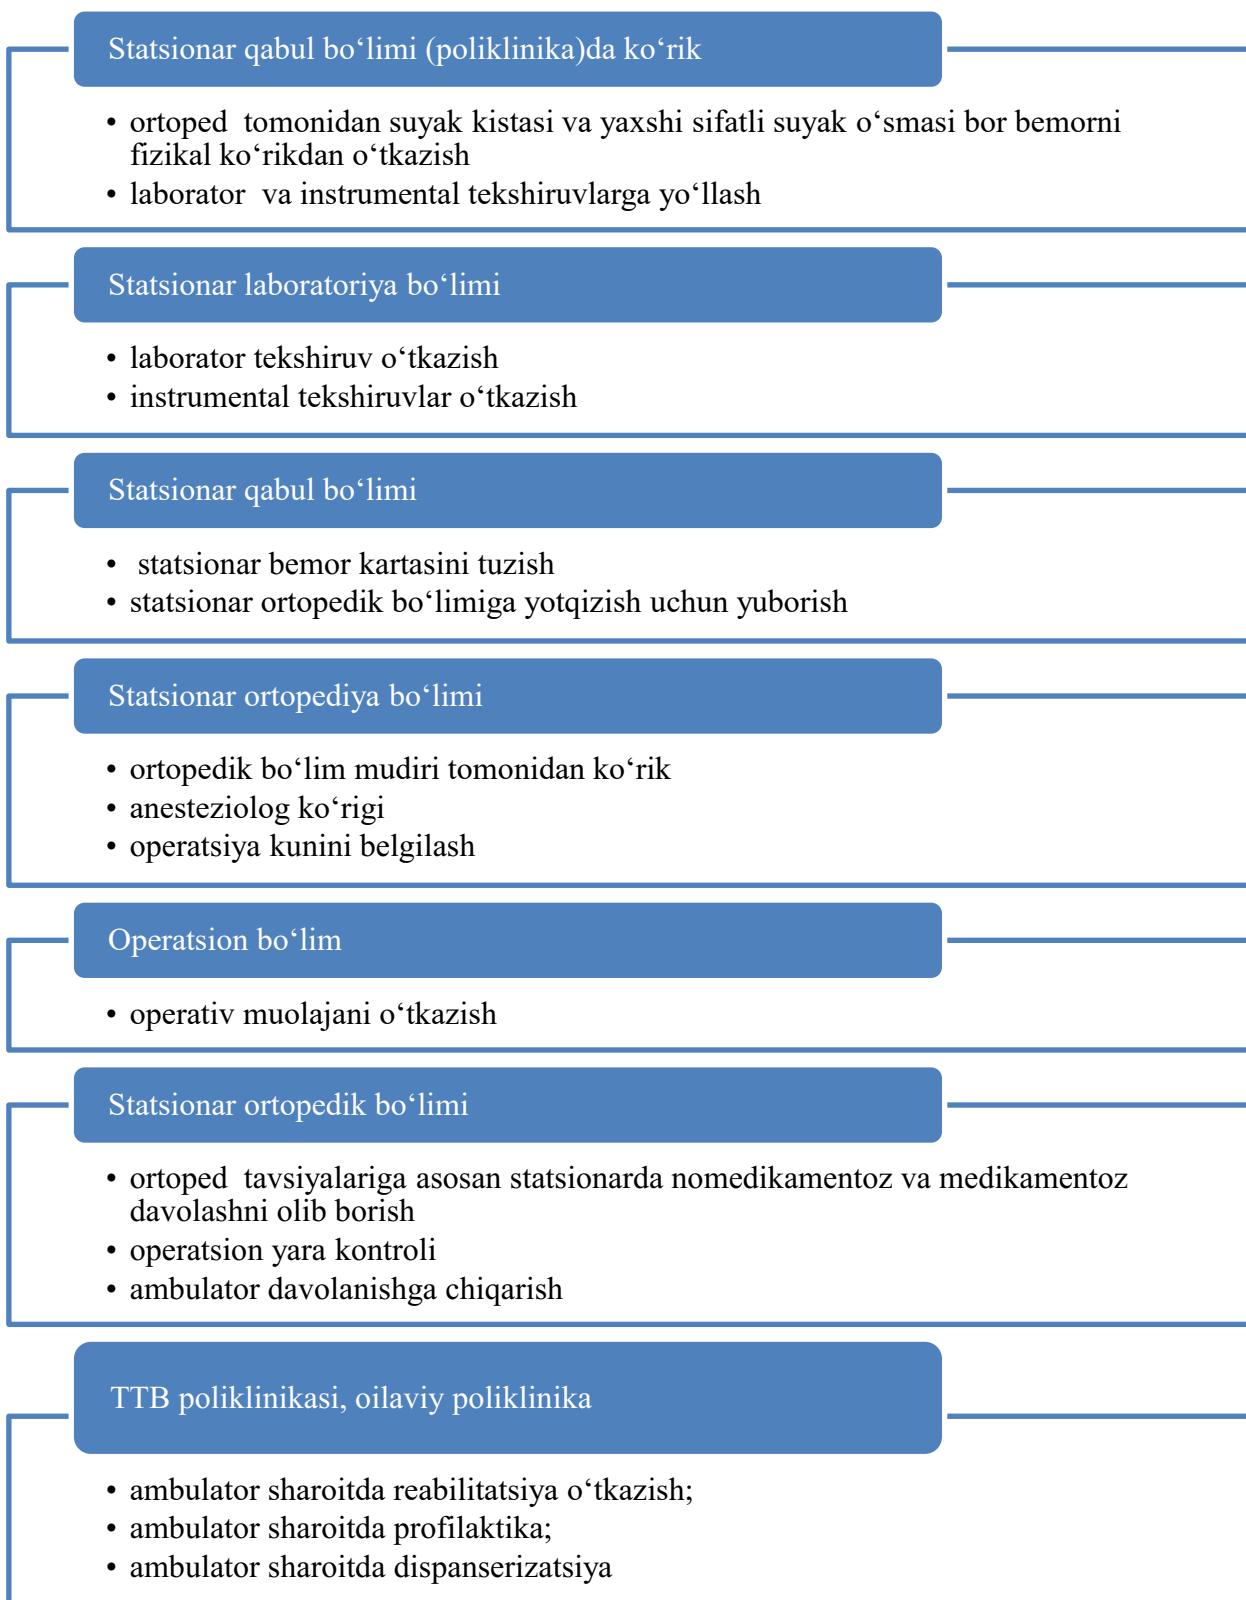 Statsionar qabul bo‘limi (poliklinika)da ko‘rik
• ortoped tomonidan suyak kistasi va yaxshi sifatli suyak o‘smasi bor bemorni
fizikal ko‘rikdan o‘tkazish
• laborator va instrumental tekshiruvlarga yo‘llash
Statsionar laboratoriya bo‘limi
• laborator tekshiruv o‘tkazish
• instrumental tekshiruvlar o‘tkazish
Statsionar qabul bo‘limi
• statsionar bemor kartasini tuzish
• statsionar ortopedik bo‘limiga yotqizish uchun yuborish
Statsionar ortopediya bo‘limi
• ortopedik bo‘lim mudiri tomonidan ko‘rik
• anesteziolog ko‘rigi
• operatsiya kunini belgilash
Operatsion bo‘lim
• operativ muolajani o‘tkazish
Statsionar ortopedik bo‘limi
• ortoped tavsiyalariga asosan statsionarda nomedikamentoz va medikamentoz
davolashni olib borish
• operatsion yara kontroli
• ambulator davolanishga chiqarish
TTB poliklinikasi, oilaviy poliklinika
• ambulator sharoitda reabilitatsiya o‘tkazish;
• ambulator sharoitda profilaktika;
• ambulator sharoitda dispanserizatsiya